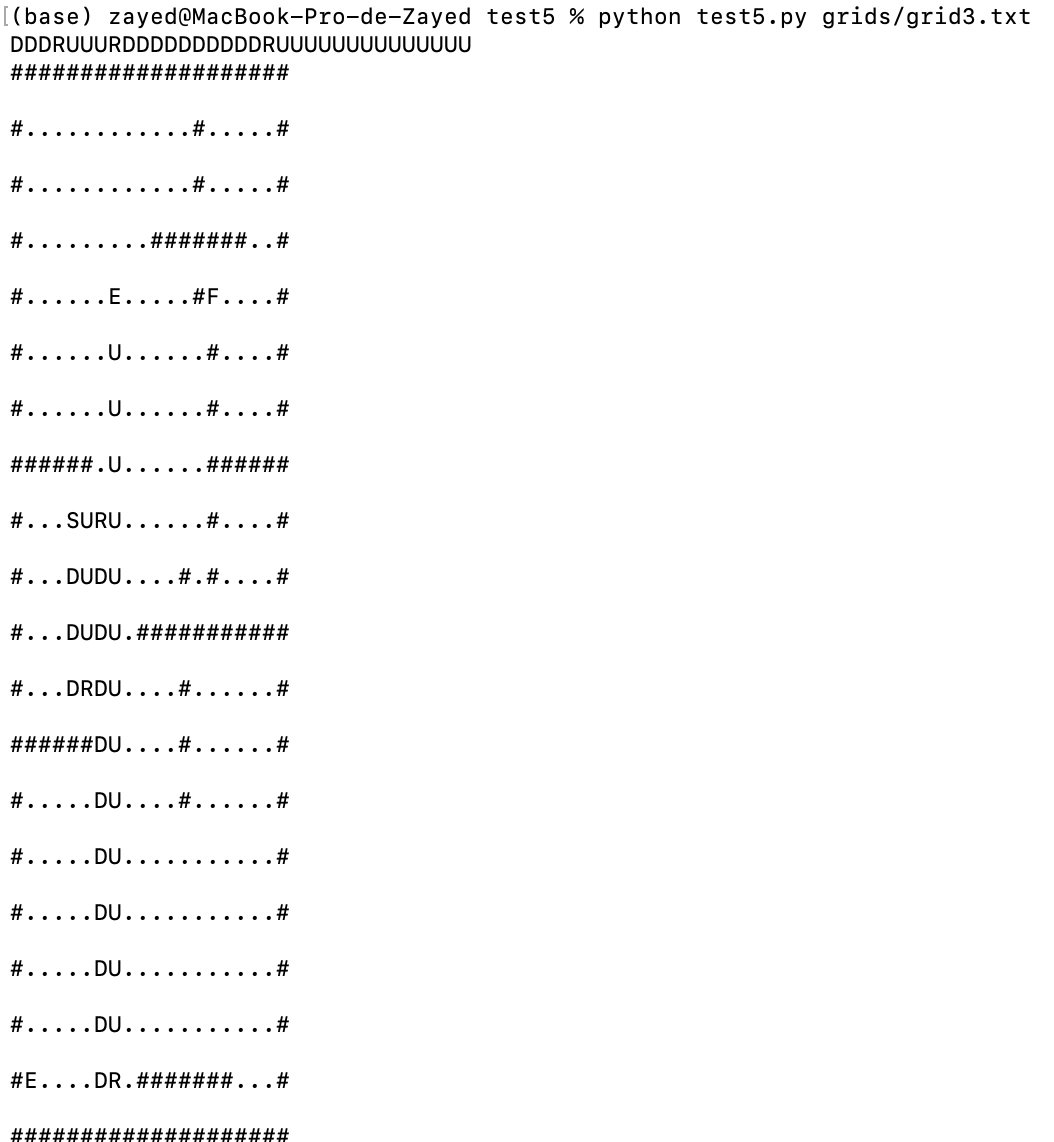 (base) zayed@MacBook-Pro-de-Zayed test5 % python test5.py grids/grid3.txt
DDDRUUURDDDDDDDDDDRUUUUUUUUUUUUUU
####################
#............#.....#
#............#.....#
#.........#######..#
#......E.....#F....#
#......U......#....#
#......U......#....#
######.U......######
#...SURU......#....#
#...DUDU....#.#....#
#...DUDU.###########
#...DRDU....#......#
######DU....#......#
#.....DU....#......#
#.....DU...........#
#.....DU...........#
#.....DU...........#
#.....DU...........#
#E....DR.#######...#
####################